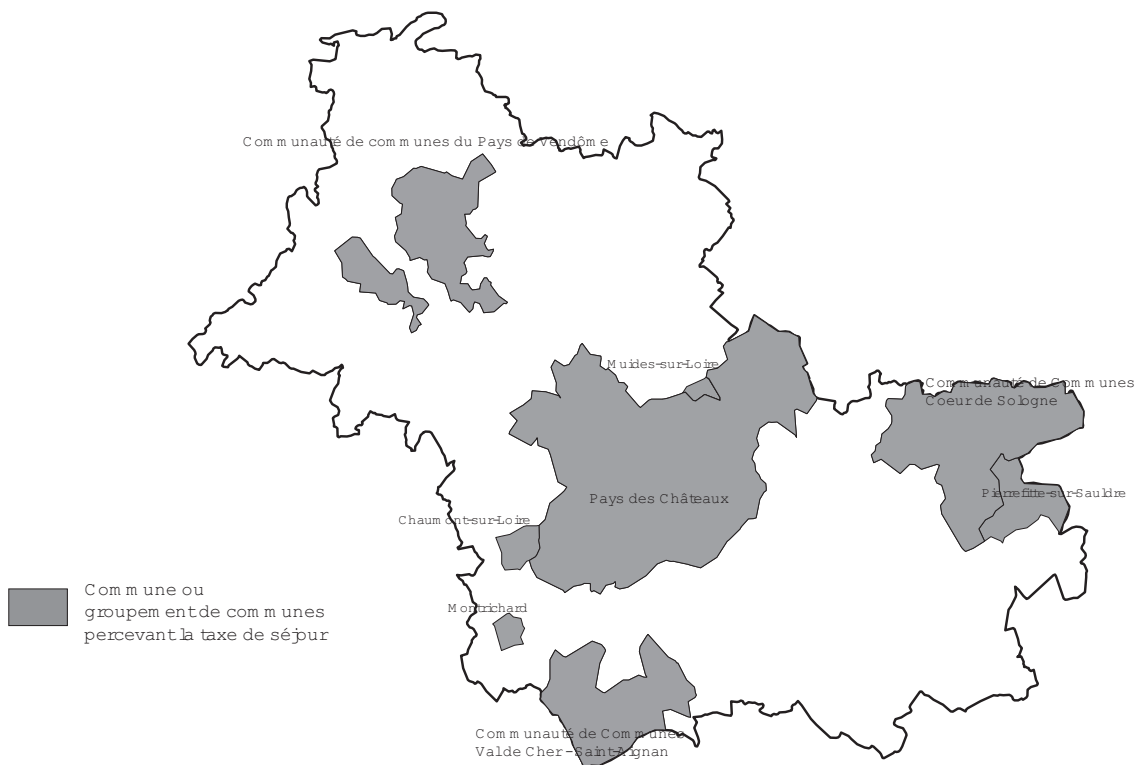 Communauté de communes du Pays de Vendôme
Muides-sur-Loire
Communauté de Communes
Coeur de Sologne
Pierrefitte-sur-Sauldre
Pays des Châteaux
Chaumont-sur-Loire
Commune ou
groupement de communes
percevant la taxe de séjour
Montrichard
Communauté de Communes
Val de Cher - Saint-Aignan